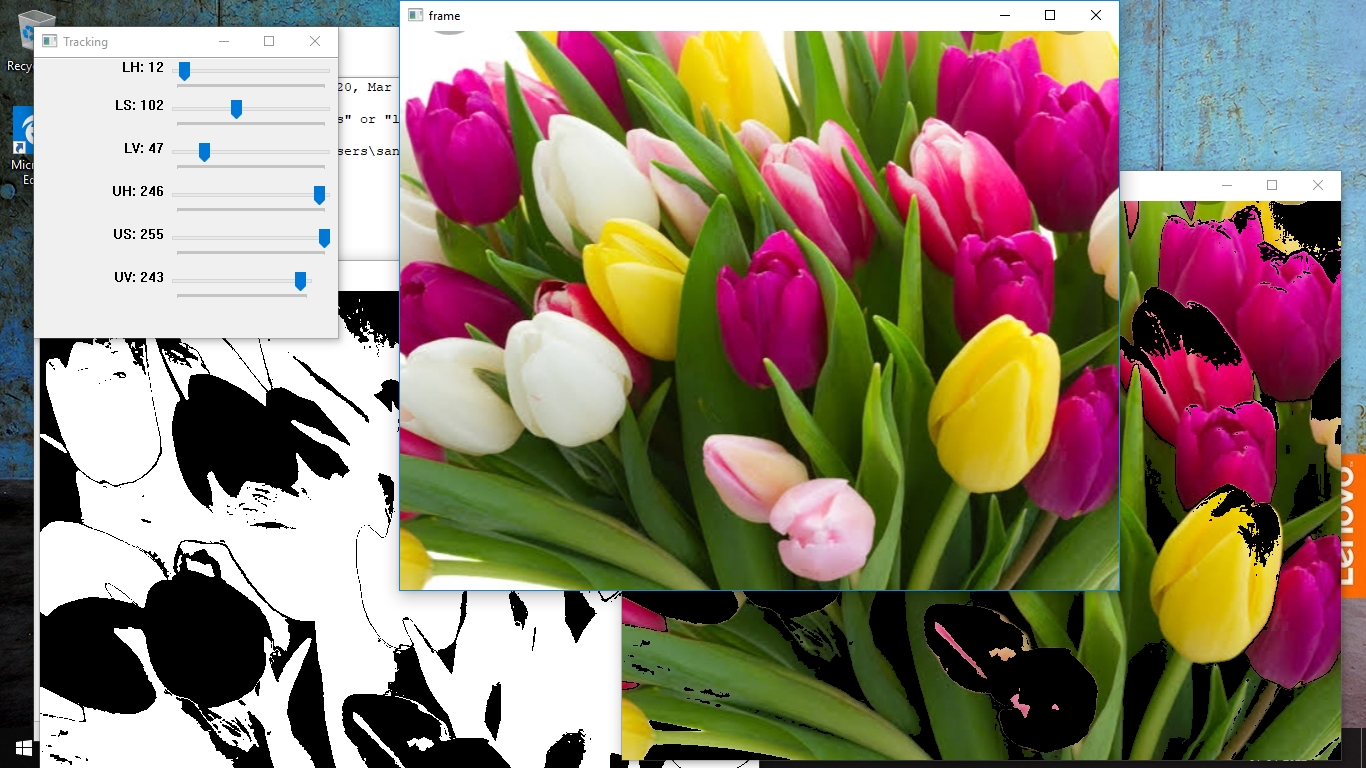 frame
Tracking
Recy
LH: 12
20, Mar
LS: 102
s" or "l
LV: 47
sers\san
Mic
Ed
UH: 246
US: 255
UV: 243
Lenovo